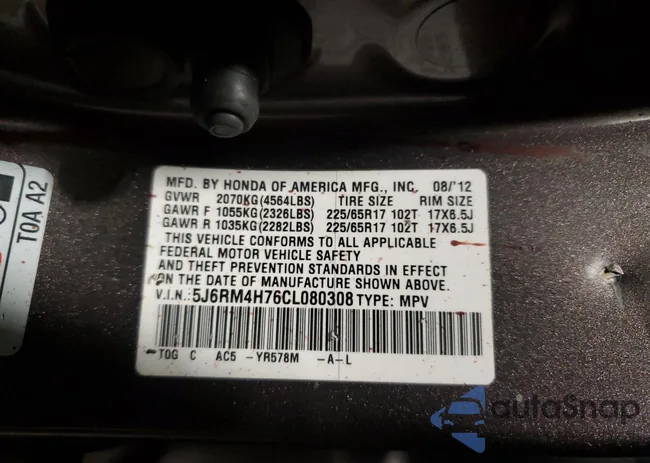 MFD. BY HONDA OF AMERICA MFG., INC. 08/'12
GVWR 2070KG(4564LBS) TIRE SIZE RIM SIZE
GAWR F 1055KG(2326LBS) 225/65R17 102T 17X6.5J
GAWR R 1035KG(2282LBS) 225/65R17 102T 17X6.5J
THIS VEHICLE CONFORMS TO ALL APPLICABLE
FEDERAL MOTOR VEHICLE SAFETY
AND THEFT PREVENTION STANDARDS IN EFFECT
ON THE DATE OF MANUFACTURE SHOWN ABOVE.
V.I.N.: 5J6RM4H76CL080308 TYPE: MPV
TOG C AC5 -YR578M -A-L
TOA A2
autoSnap